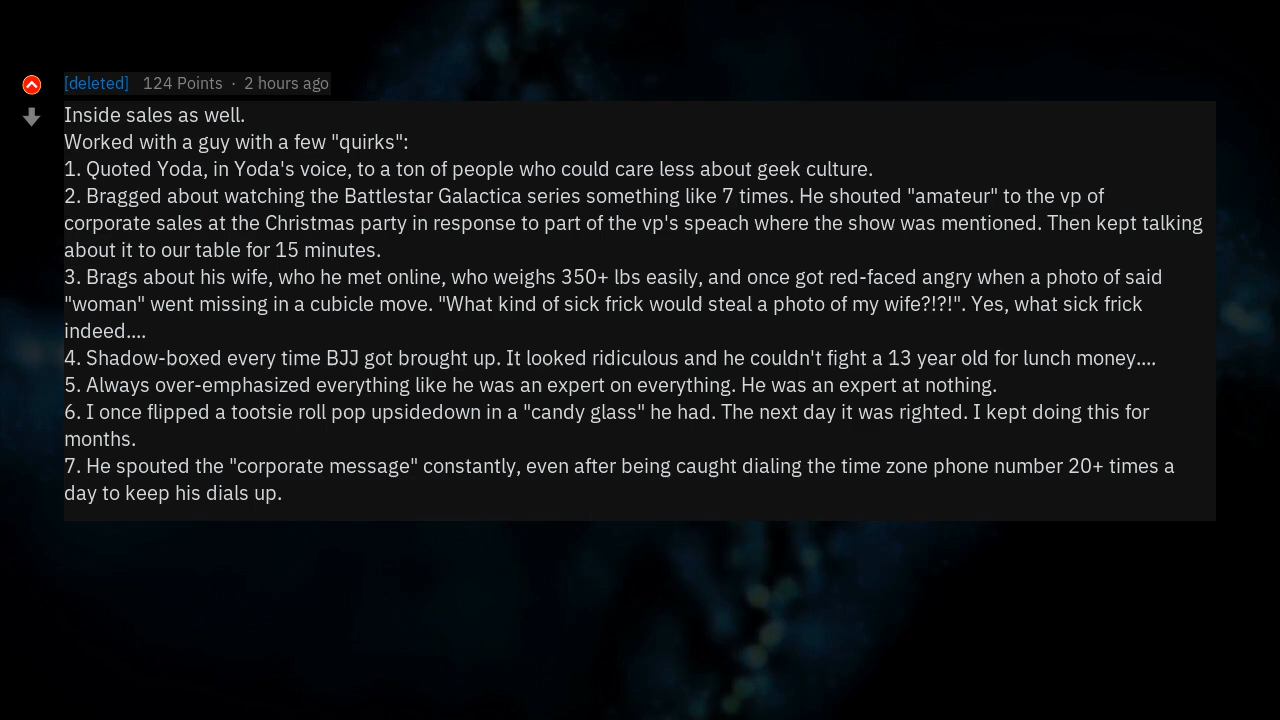 [deleted] 124 Points · 2 hours ago
Inside sales as well.
Worked with a guy with a few "quirks":
1. Quoted Yoda, in Yoda's voice, to a ton of people who could care less about geek culture.
2. Bragged about watching the Battlestar Galactica series something like 7 times. He shouted "amateur" to the vp of
corporate sales at the Christmas party in response to part of the vp's speach where the show was mentioned. Then kept talking
about it to our table for 15 minutes.
3. Brags about his wife, who he met online, who weighs 350+ lbs easily, and once got red-faced angry when a photo of said
"woman" went missing in a cubicle move. "What kind of sick frick would steal a photo of my wife?!?!". Yes, what sick frick
indeed....
4. Shadow-boxed every time BJJ got brought up. It looked ridiculous and he couldn't fight a 13 year old for lunch money....
5. Always over-emphasized everything like he was an expert on everything. He was an expert at nothing.
6. I once flipped a tootsie roll pop upsidedown in a "candy glass" he had. The next day it was righted. I kept doing this for
months.
7. He spouted the "corporate message" constantly, even after being caught dialing the time zone phone number 20+ times a
day to keep his dials up.